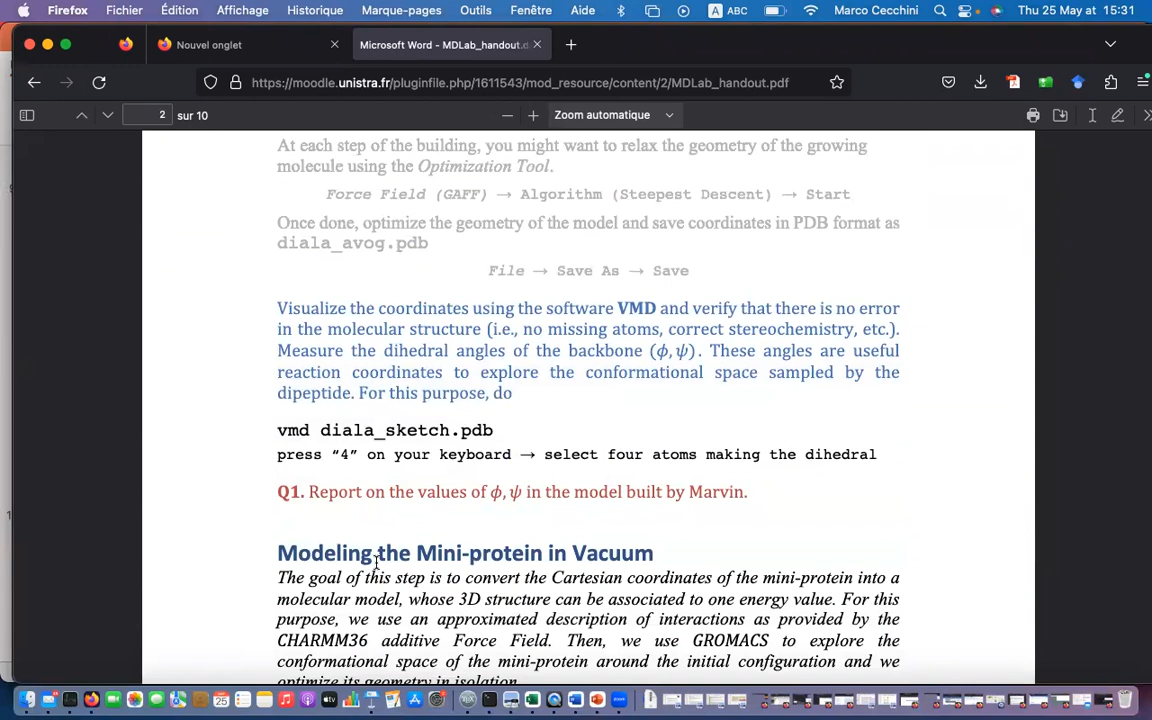 Firefox Fichier Édition Affichage Historique Marque-pages Outils Fenêtre Aide A ABC Marco Cecchini Thu 25 May at 15:31
Nouvel onglet
Microsoft Word - MDLab_handout.d
https://moodle.unistra.fr/pluginfile.php/1611543/mod_resource/content/2/MDLab_handout.pdf
2 sur 10
Zoom automatique
At each step of the building, you might want to relax the geometry of the growing
molecule using the Optimization Tool.
Force Field (GAFF) → Algorithm (Steepest Descent) → Start
Once done, optimize the geometry of the model and save coordinates in PDB format as
diala_avog.pdb
File → Save As → Save
Visualize the coordinates using the software VMD and verify that there is no error
in the molecular structure (i.e., no missing atoms, correct stereochemistry, etc.).
Measure the dihedral angles of the backbone (ϕ,ψ). These angles are useful
reaction coordinates to explore the conformational space sampled by the
dipeptide. For this purpose, do
vmd diala_sketch.pdb
press “4” on your keyboard → select four atoms making the dihedral
Q1. Report on the values of ϕ,ψ in the model built by Marvin.
Modeling the Mini-protein in Vacuum
The goal of this step is to convert the Cartesian coordinates of the mini-protein into a
molecular model, whose 3D structure can be associated to one energy value. For this
purpose, we use an approximated description of interactions as provided by the
CHARMM36 additive Force Field. Then, we use GROMACS to explore the
conformational space of the mini-protein around the initial configuration and we
optimize its geometry in isolation.